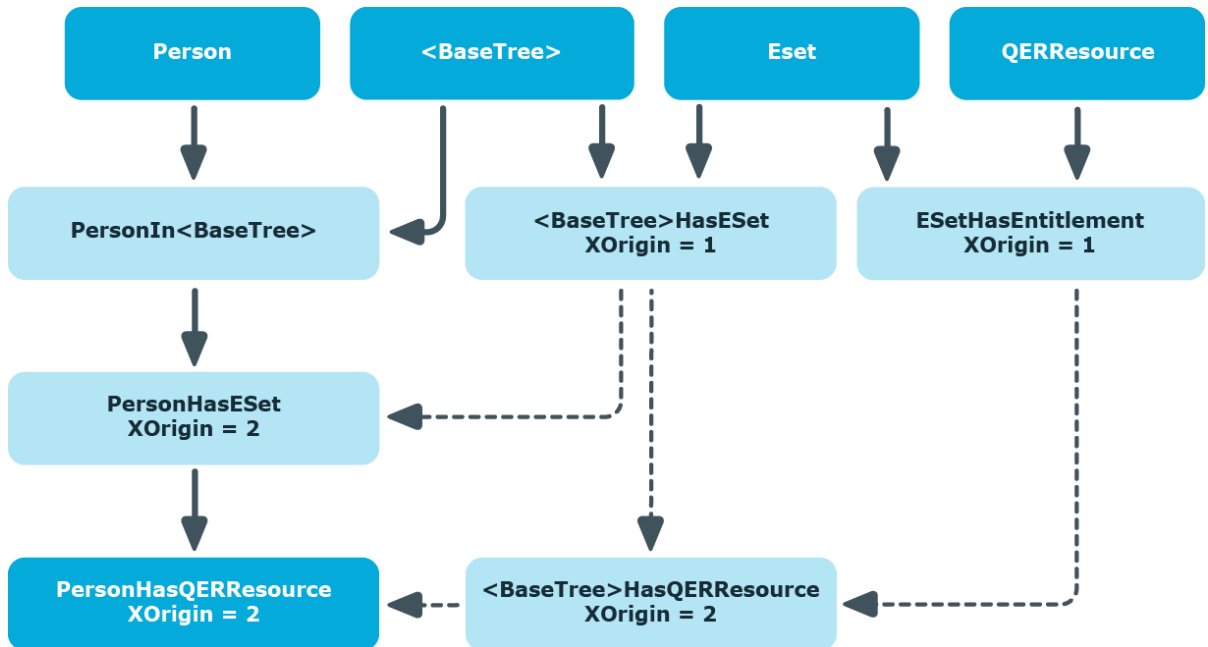 Person
<BaseTree>
Eset
QERResource
PersonIn<BaseTree>
<BaseTree>HasESet
XOrigin = 1
ESetHasEntitlement
XOrigin = 1
PersonHasESet
XOrigin = 2
PersonHasQERResource
XOrigin = 2
<BaseTree>HasQERResource
XOrigin = 2